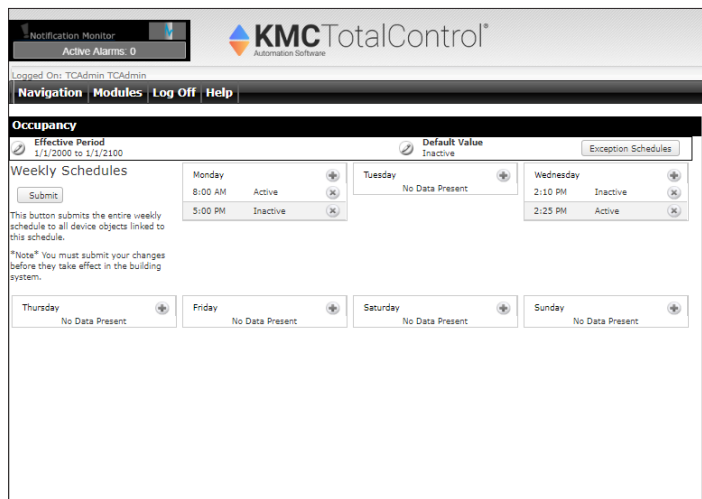 Notification Monitor
Active Alarms: 0
KMC TotalControl®
Automation Software
Logged On: TCAdmin TCAdmin
Navigation Modules Log Off Help
Occupancy
Effective Period
1/1/2000 to 1/1/2100
Default Value
Inactive
Exception Schedules
Weekly Schedules
Submit
This button submits the entire weekly
schedule to all device objects linked to
this schedule.
*Note* You must submit your changes
before they take effect in the building
system.
Monday
8:00 AM Active
5:00 PM Inactive
Tuesday
No Data Present
Wednesday
2:10 PM Inactive
2:25 PM Active
Thursday
No Data Present
Friday
No Data Present
Saturday
No Data Present
Sunday
No Data Present